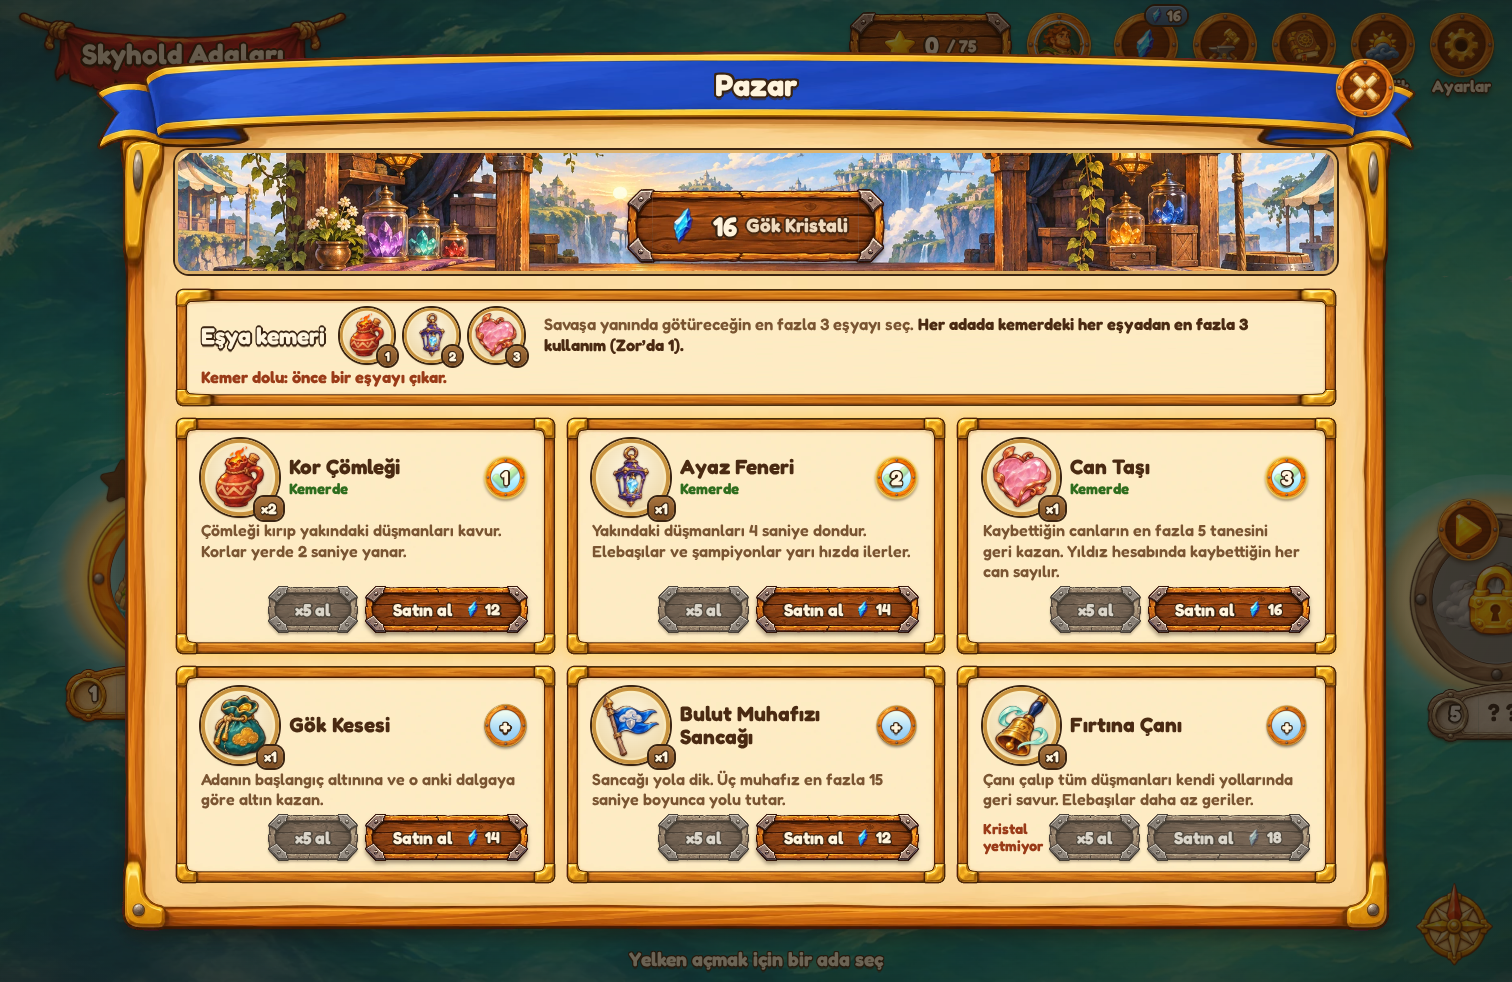 Skyhold Adaları
0 / 75
16
Ayarlar
Pazar
16 Gök Kristali
Eşya kemeri
1
2
3
Savaşa yanında götüreceğin en fazla 3 eşyayı seç. Her adada kemerdeki her eşyadan en fazla 3
kullanım (Zor'da 1).
Kemer dolu: önce bir eşyayı çıkar.
Kor Çömleği
Kemerde
1
x2
Çömleği kırıp yakındaki düşmanları kavur.
Korlar yerde 2 saniye yanar.
x5 al
Satın al 12
Ayaz Feneri
Kemerde
2
x1
Yakındaki düşmanları 4 saniye dondur.
Elebaşılar ve şampiyonlar yarı hızda ilerler.
x5 al
Satın al 14
Can Taşı
Kemerde
3
x1
Kaybettiğin canların en fazla 5 tanesini
geri kazan. Yıldız hesabında kaybettiğin her
can sayılır.
x5 al
Satın al 16
Gök Kesesi
+
x1
Adanın başlangıç altınına ve o anki dalgaya
göre altın kazan.
x5 al
Satın al 14
Bulut Muhafızı
Sancağı
+
x1
Sancağı yola dik. Üç muhafız en fazla 15
saniye boyunca yolu tutar.
x5 al
Satın al 12
Fırtına Çanı
+
x1
Çanı çalıp tüm düşmanları kendi yollarında
geri savur. Elebaşılar daha az geriler.
Kristal
yetmiyor
x5 al
Satın al 18
1
5
? ?
Yelken açmak için bir ada seç